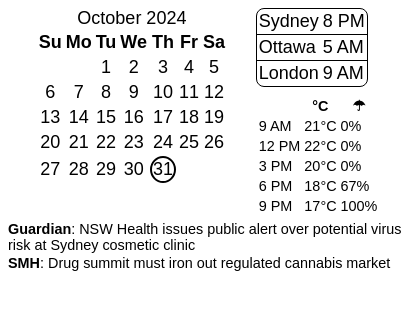 October 2024
Su Mo Tu We Th Fr Sa
1 2 3 4 5
6 7 8 9 10 11 12
13 14 15 16 17 18 19
20 21 22 23 24 25 26
27 28 29 30 31
Sydney 8 PM
Ottawa 5 AM
London 9 AM
°C ☂
9 AM 21°C 0%
12 PM 22°C 0%
3 PM 20°C 0%
6 PM 18°C 67%
9 PM 17°C 100%
Guardian: NSW Health issues public alert over potential virus
risk at Sydney cosmetic clinic
SMH: Drug summit must iron out regulated cannabis market